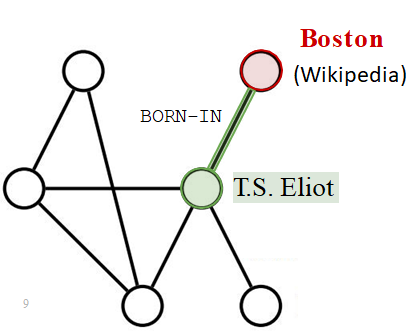 Boston
(Wikipedia)
BORN-IN
T.S. Eliot
9